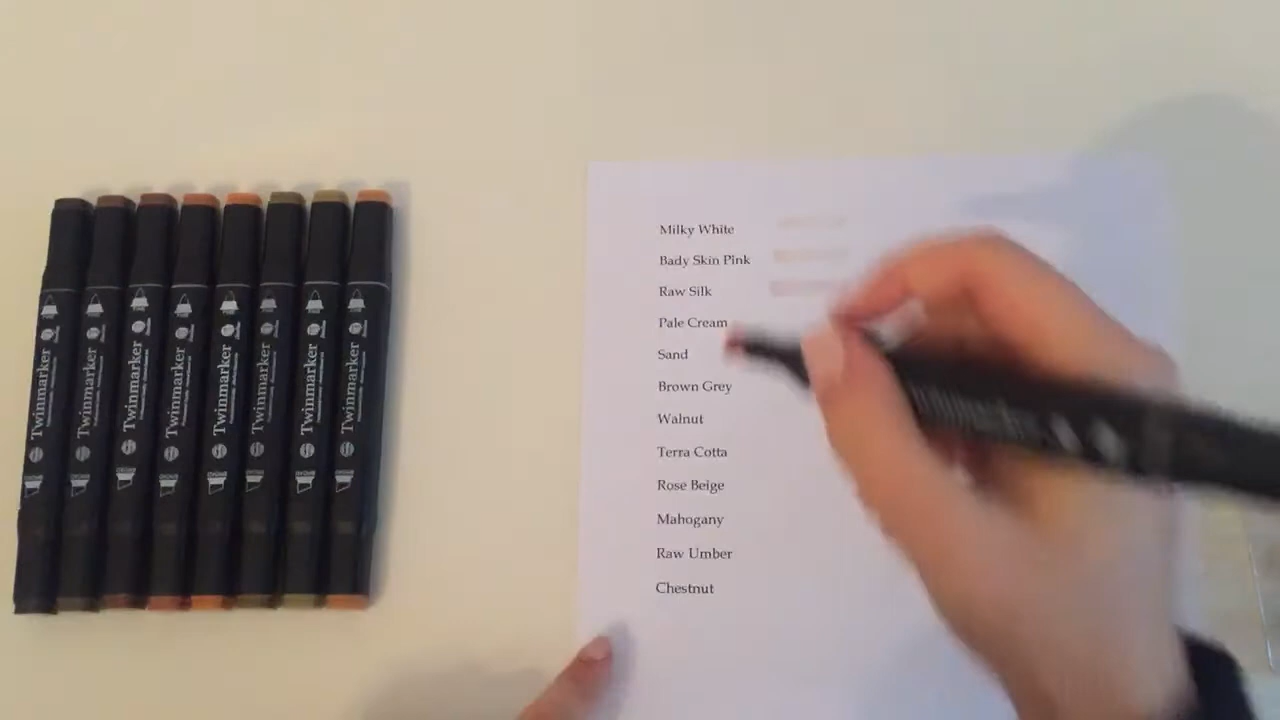 Twinmarker
Twinmarker
Twinmarker
Twinmarker
Twinmarker
Twinmarker
Twinmarker
Twinmarker
Milky White
Bady Skin Pink
Raw Silk
Pale Cream
Sand
Brown Grey
Walnut
Terra Cotta
Rose Beige
Mahogany
Raw Umber
Chestnut